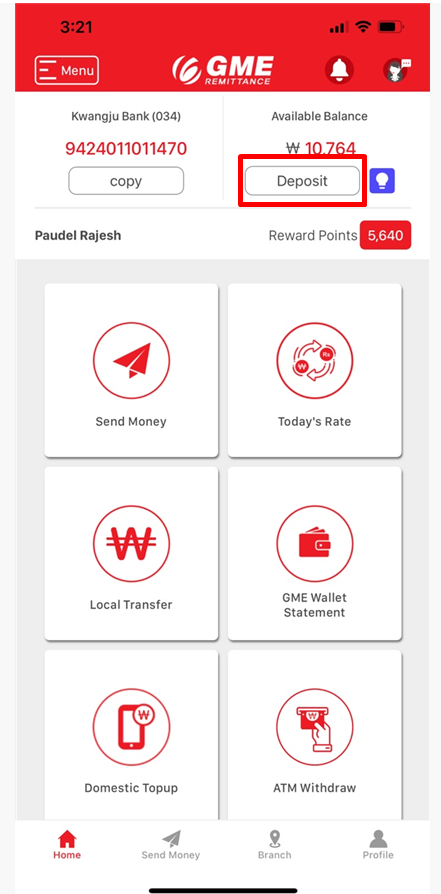 3:21
Menu
GME
REMITTANCE
Kwangju Bank (034)
9424011011470
copy
Available Balance
₩ 10,764
Deposit
Paudel Rajesh
Reward Points 5,640
Send Money
₩ Rs
Today's Rate
₩
Local Transfer
GME Wallet
Statement
₩
Domestic Topup
₩
ATM Withdraw
Home
Send Money
Branch
Profile